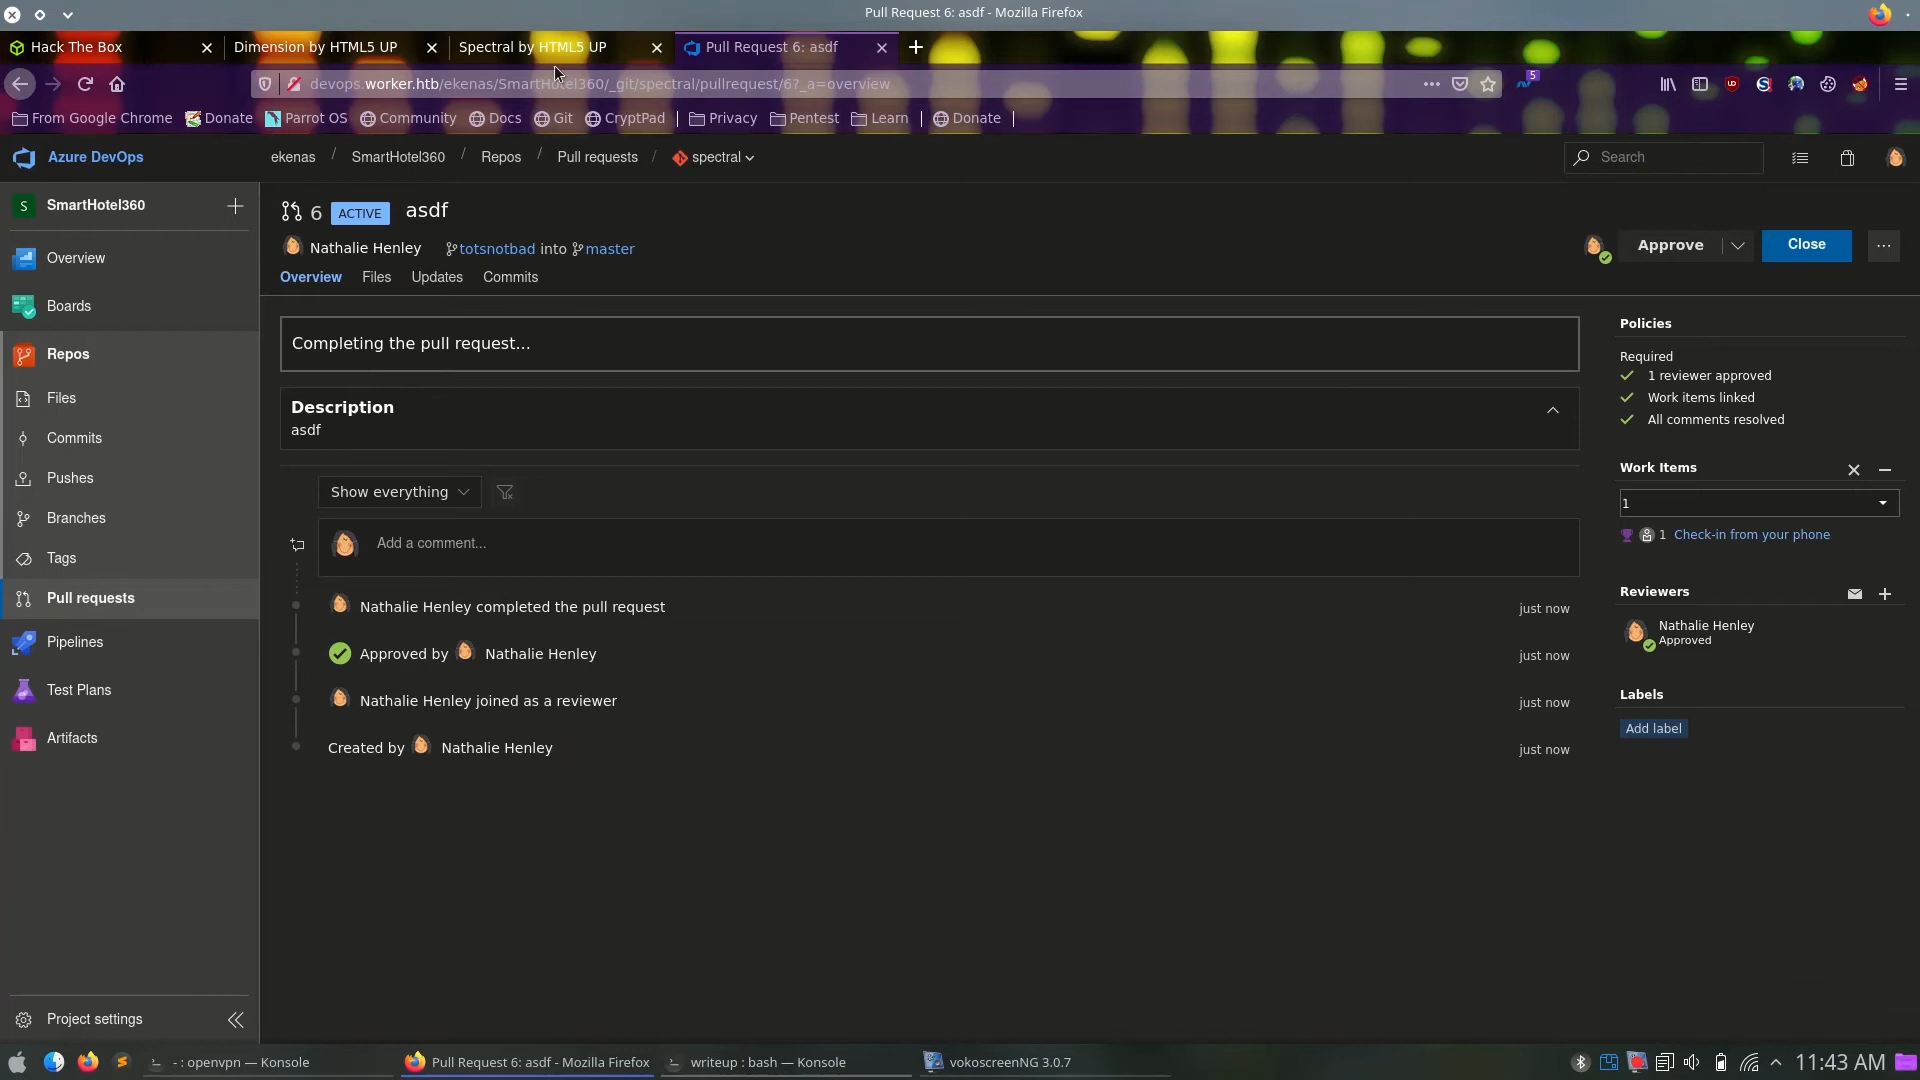 Pull Request 6: asdf - Mozilla Firefox
Hack The Box
Dimension by HTML5 UP
Spectral by HTML5 UP
Pull Request 6: asdf
devops.worker.htb/ekenas/SmartHotel360/_git/spectral/pullrequest/6?_a=overview
5
From Google Chrome
Donate
Parrot OS
Community
Docs
Git
CryptPad
Privacy
Pentest
Learn
Donate
Azure DevOps
ekenas / SmartHotel360 / Repos / Pull requests / spectral
Search
S SmartHotel360
Overview
Boards
Repos
Files
Commits
Pushes
Branches
Tags
Pull requests
Pipelines
Test Plans
Artifacts
Project settings
6 ACTIVE asdf
Nathalie Henley totsnotbad into master
Approve
Close
Overview Files Updates Commits
Completing the pull request...
Description
asdf
Show everything
Add a comment...
Nathalie Henley completed the pull request just now
Approved by Nathalie Henley just now
Nathalie Henley joined as a reviewer just now
Created by Nathalie Henley just now
Policies
Required
1 reviewer approved
Work items linked
All comments resolved
Work Items
1
1 Check-in from your phone
Reviewers
Nathalie Henley
Approved
Labels
Add label
- : openvpn — Konsole
Pull Request 6: asdf - Mozilla Firefox
writeup : bash — Konsole
vokoscreenNG 3.0.7
11:43 AM